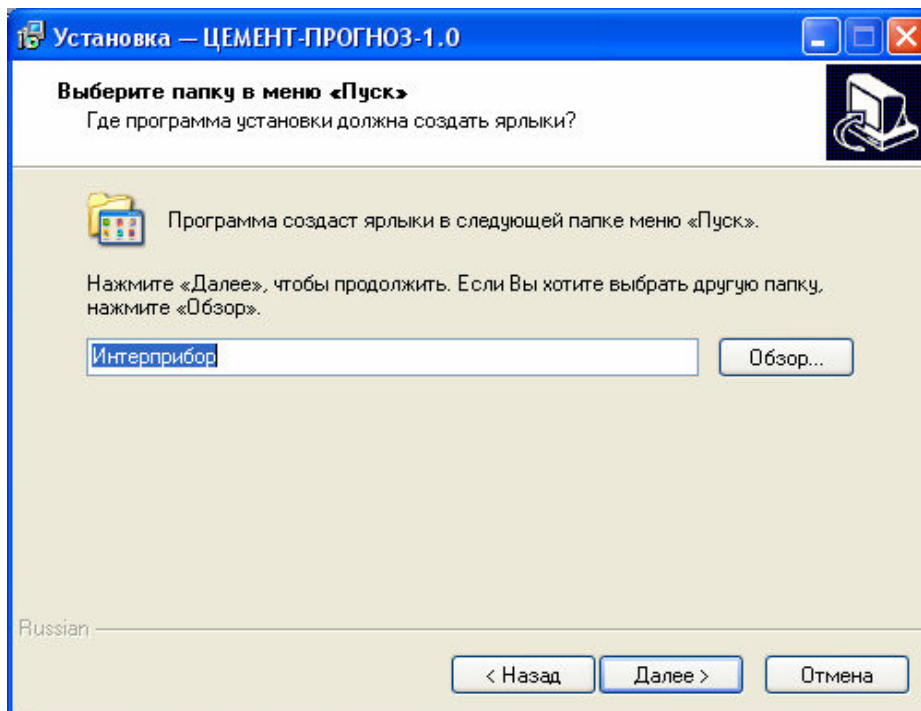 Установка — ЦЕМЕНТ-ПРОГНОЗ-1.0
Выберите папку в меню «Пуск»
Где программа установки должна создать ярлыки?
Программа создаст ярлыки в следующей папке меню «Пуск».
Нажмите «Далее», чтобы продолжить. Если Вы хотите выбрать другую папку,
нажмите «Обзор».
Интерприбор
Обзор...
Russian
< Назад
Далее >
Отмена